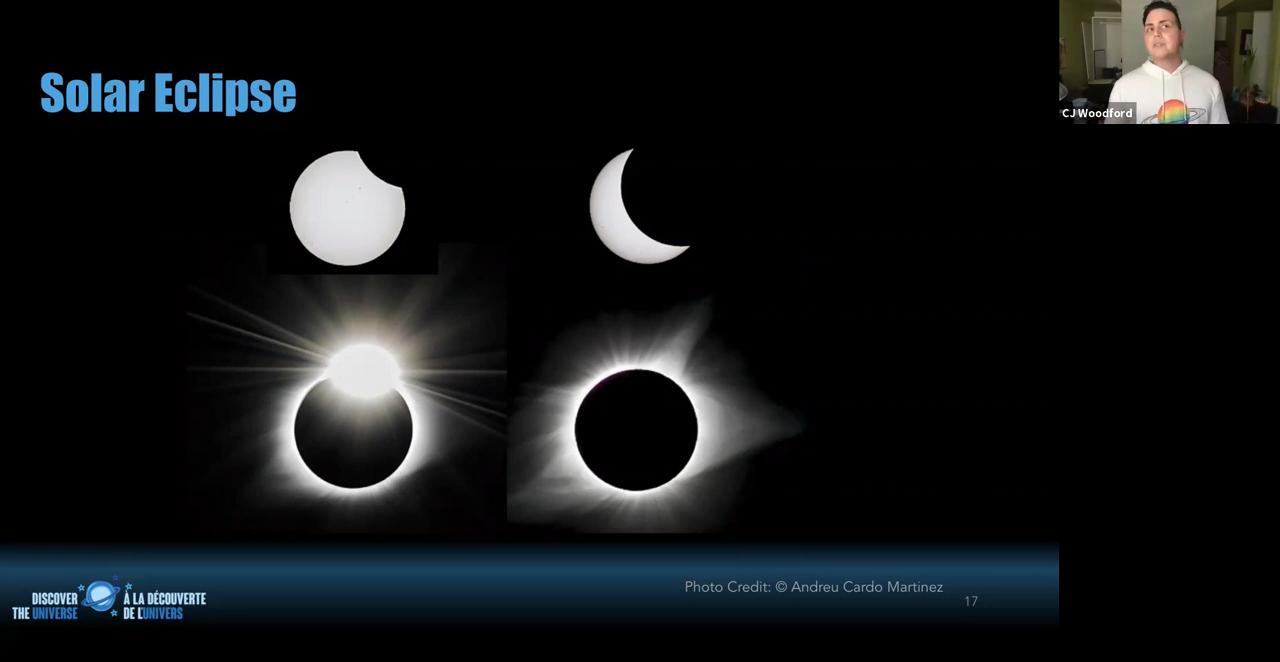 Solar Eclipse
CJ Woodford
DISCOVER
THE UNIVERSE
À LA DÉCOUVERTE
DE L'UNIVERS
Photo Credit: © Andreu Cardo Martinez
17